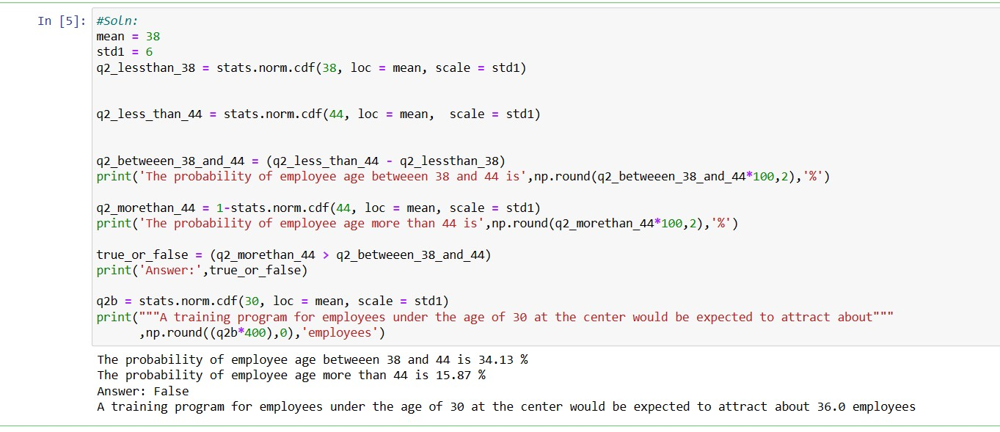 In [5]: #Soln:
mean = 38
std1 = 6
q2_lessthan_38 = stats.norm.cdf(38, loc = mean, scale = std1)
q2_less_than_44 = stats.norm.cdf(44, loc = mean,  scale = std1)
q2_betweeen_38_and_44 = (q2_less_than_44 - q2_lessthan_38)
print('The probability of employee age betweeen 38 and 44 is',np.round(q2_betweeen_38_and_44*100,2),'%')
q2_morethan_44 = 1-stats.norm.cdf(44, loc = mean, scale = std1)
print('The probability of employee age more than 44 is',np.round(q2_morethan_44*100,2),'%')
true_or_false = (q2_morethan_44 > q2_betweeen_38_and_44)
print('Answer:',true_or_false)
q2b = stats.norm.cdf(30, loc = mean, scale = std1)
print("""A training program for employees under the age of 30 at the center would be expected to attract about"""
,np.round((q2b*400),0),'employees')
The probability of employee age betweeen 38 and 44 is 34.13 %
The probability of employee age more than 44 is 15.87 %
Answer: False
A training program for employees under the age of 30 at the center would be expected to attract about 36.0 employees